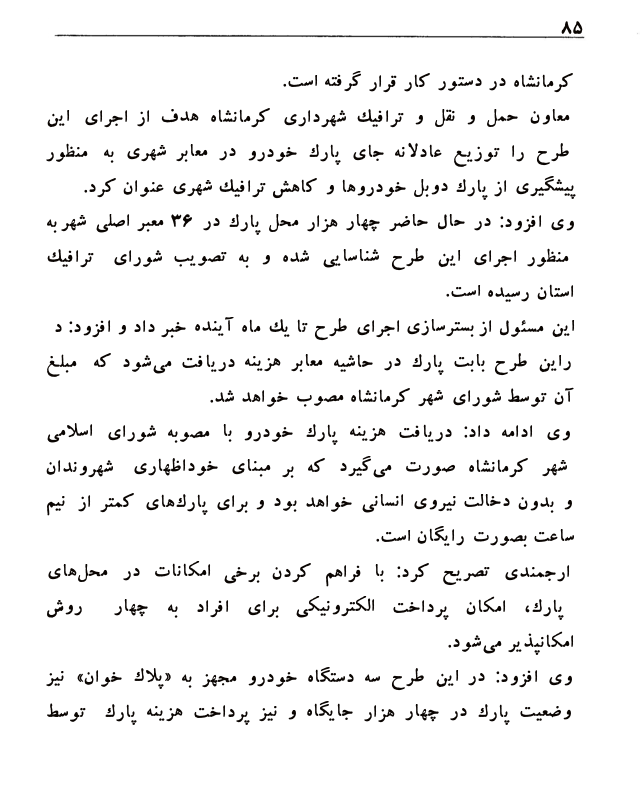 ۸۵
کرمانشاه در دستور کار قرار گرفته است.
معاون حمل و نقل و ترافیك شهرداری کرمانشاه هدف از اجرای این
طرح را توزیع عادلانه جای پارك خودرو در معابر شهری به منظور
پیشگیری از پارك دوبل خودروها و کاهش ترافیك شهری عنوان کرد.
وی افزود: در حال حاضر چهار هزار محل پارك در ۳۶ معبر اصلی شهر به
منظور اجرای این طرح شناسایی شده و به تصویب شورای ترافیك
استان رسیده است.
این مسئول از بسترسازی اجرای طرح تا یك ماه آینده خبر داد و افزود: د
راین طرح بابت پارك در حاشیه معابر هزینه دریافت می‌شود که مبلغ
آن توسط شورای شهر کرمانشاه مصوب خواهد شد.
وی ادامه داد: دریافت هزینه پارك خودرو با مصوبه شورای اسلامی
شهر کرمانشاه صورت می‌گیرد که بر مبنای خوداظهاری شهروندان
و بدون دخالت نیروی انسانی خواهد بود و برای پارك‌های کمتر از نیم
ساعت بصورت رایگان است.
ارجمندی تصریح کرد: با فراهم کردن برخی امکانات در محل‌های
پارك، امکان پرداخت الکترونیکی برای افراد به چهار روش
امکانپذیر می‌شود.
وی افزود: در این طرح سه دستگاه خودرو مجهز به «پلاك خوان» نیز
وضعیت پارك در چهار هزار جایگاه و نیز پرداخت هزینه پارك توسط